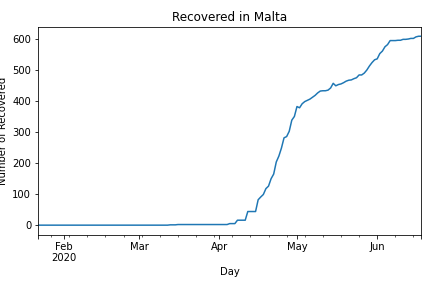 Recovered in Malta
Number of Recovered
600
500
400
300
200
100
0
Feb
2020
Mar
Apr
May
Jun
Day